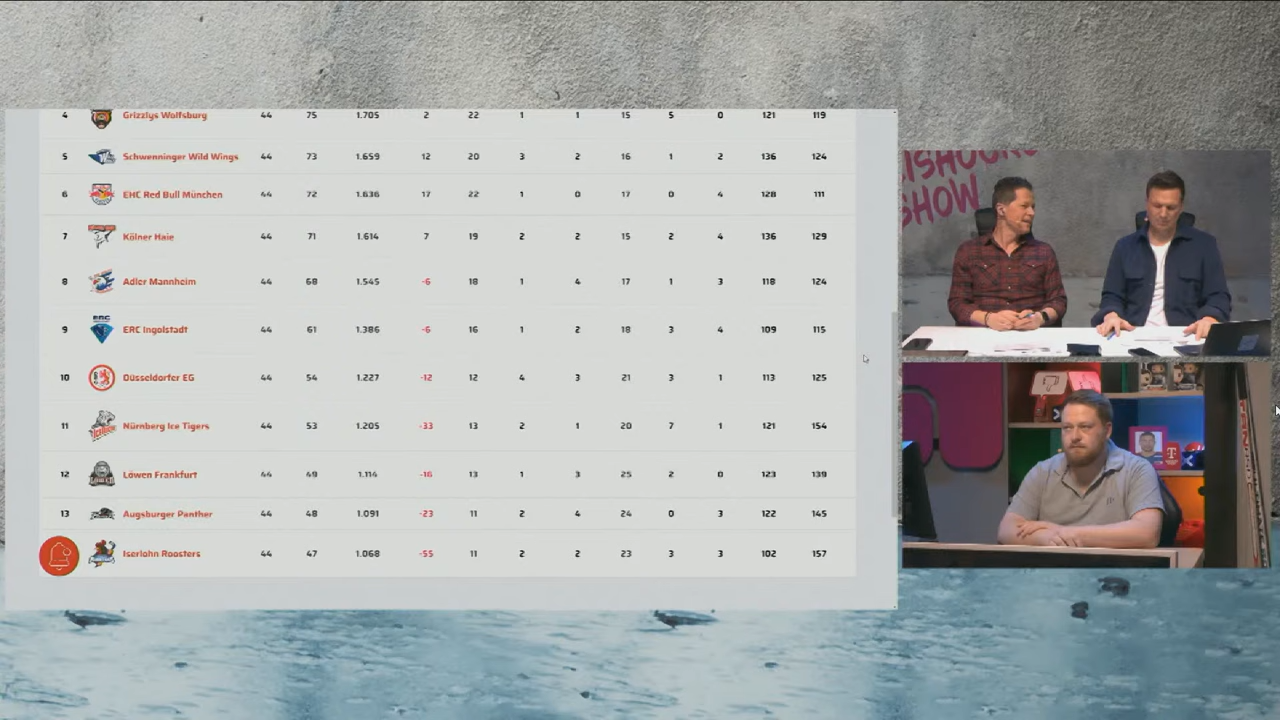 4 Grizzlys Wolfsburg 44 75 1.705 2 22 1 1 15 5 0 121 119
EISHOCKEY
SHOW
5 Schwenninger Wild Wings 44 73 1.659 12 20 3 2 16 1 2 136 124
6 EHC Red Bull München 44 72 1.636 17 22 1 0 17 0 4 128 111
7 Kölner Haie 44 71 1.614 7 19 2 2 15 2 4 136 129
8 Adler Mannheim 44 68 1.545 -6 18 1 4 17 1 3 118 124
9 ERC Ingolstadt 44 61 1.386 -6 16 1 2 18 3 4 109 115
10 Düsseldorfer EG 44 54 1.227 -12 12 4 3 21 3 1 113 125
11 Nürnberg Ice Tigers 44 53 1.205 -33 13 2 1 20 7 1 121 154
12 Löwen Frankfurt 44 49 1.114 -16 13 1 3 25 2 0 123 139
13 Augsburger Panther 44 48 1.091 -23 11 2 4 24 0 3 122 145
Iserlohn Roosters 44 47 1.068 -55 11 2 2 23 3 3 102 157